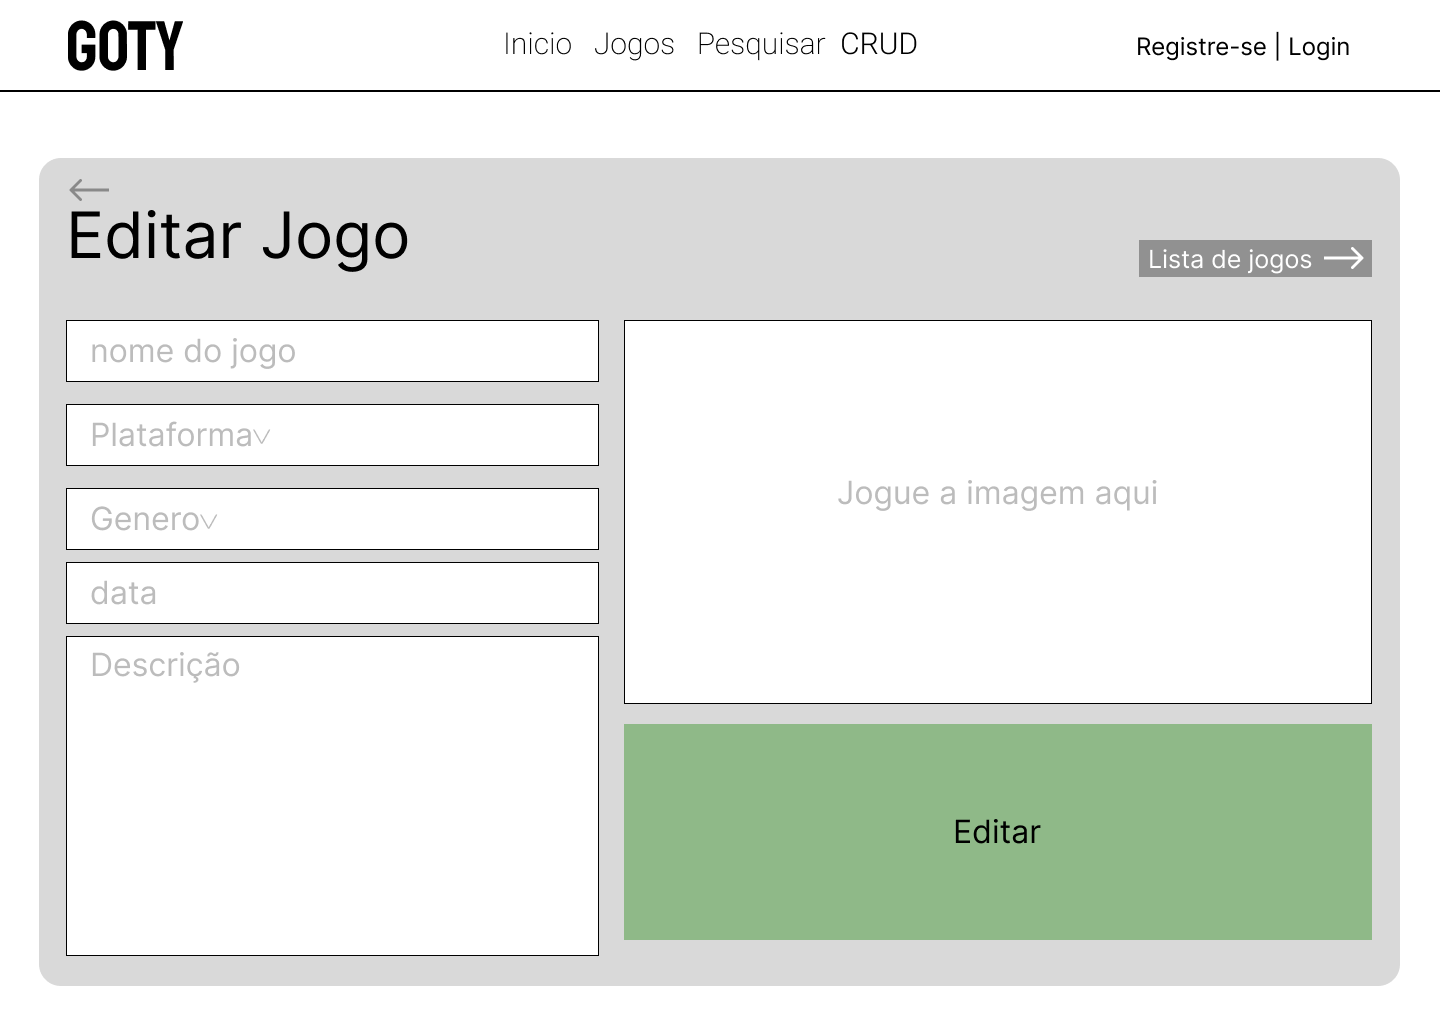 GOTY
Inicio Jogos Pesquisar CRUD
Registre-se | Login
Editar Jogo
Lista de jogos
nome do jogo
Plataforma
Genero
data
Descrição
Jogue a imagem aqui
Editar